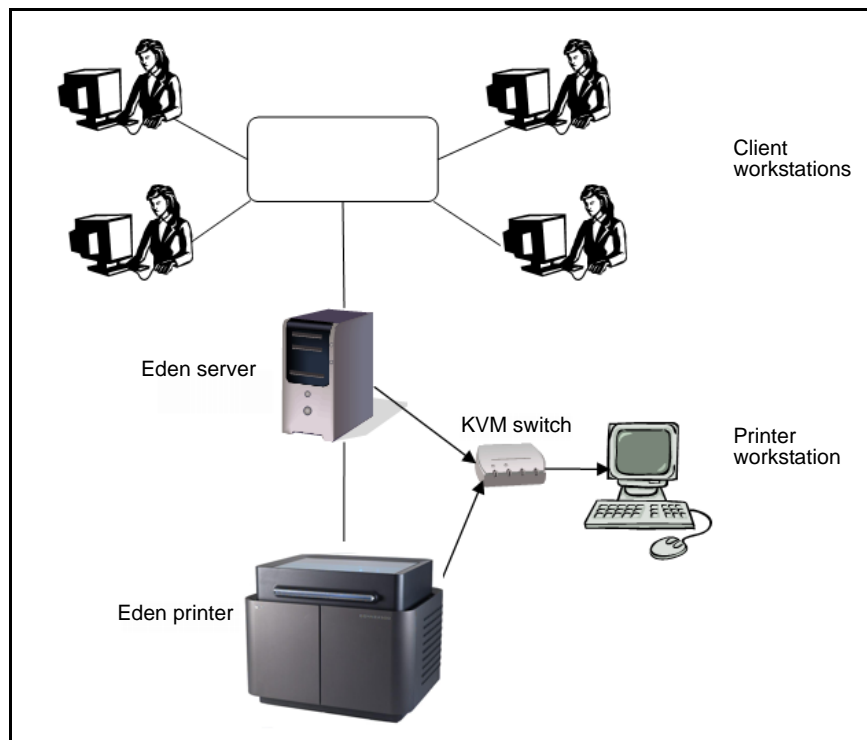 Client
workstations
Eden server
KVM switch
Printer
workstation
Eden printer